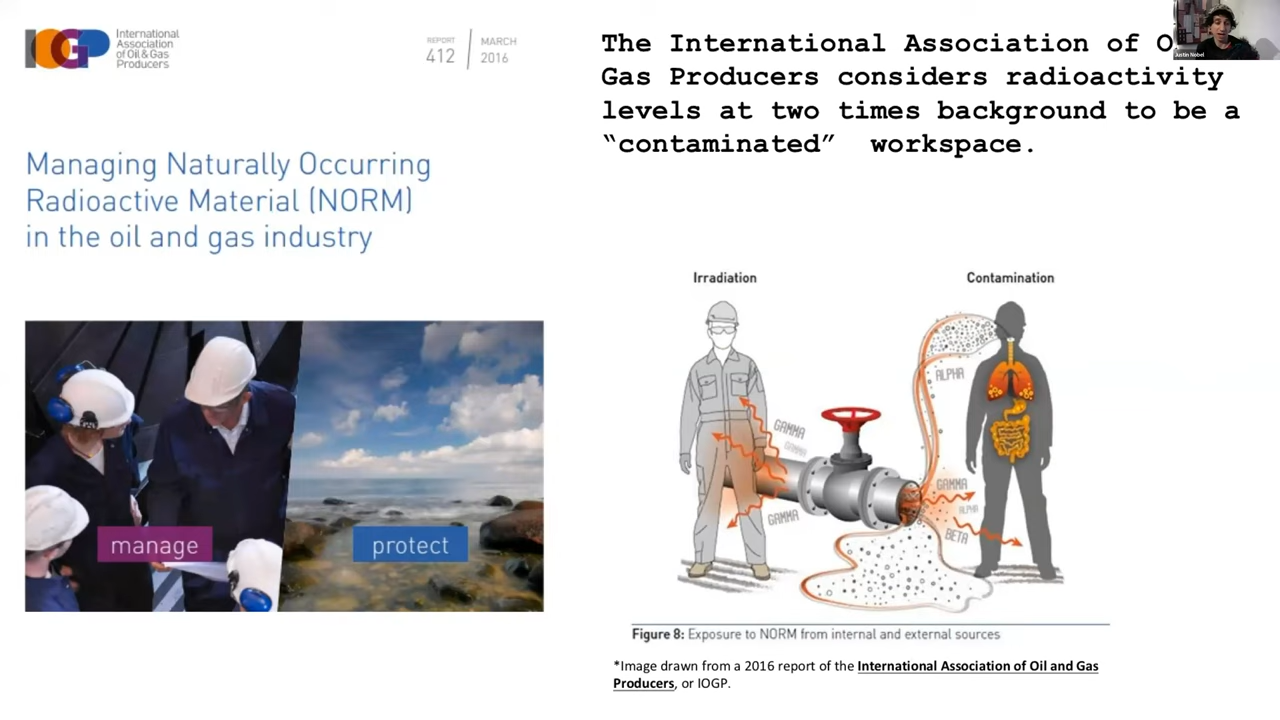 IOGP
International
Association
of Oil & Gas
Producers
REPORT
412
MARCH
2016
Managing Naturally Occurring
Radioactive Material (NORM)
in the oil and gas industry
manage
protect
The International Association of O
Gas Producers considers radioactivity
levels at two times background to be a
“contaminated” workspace.
Justin Nobel
Irradiation
Contamination
ALPHA
GAMMA
GAMMA
GAMMA
GAMMA
ALPHA
BETA
Figure 8: Exposure to NORM from internal and external sources
*Image drawn from a 2016 report of the International Association of Oil and Gas
Producers, or IOGP.